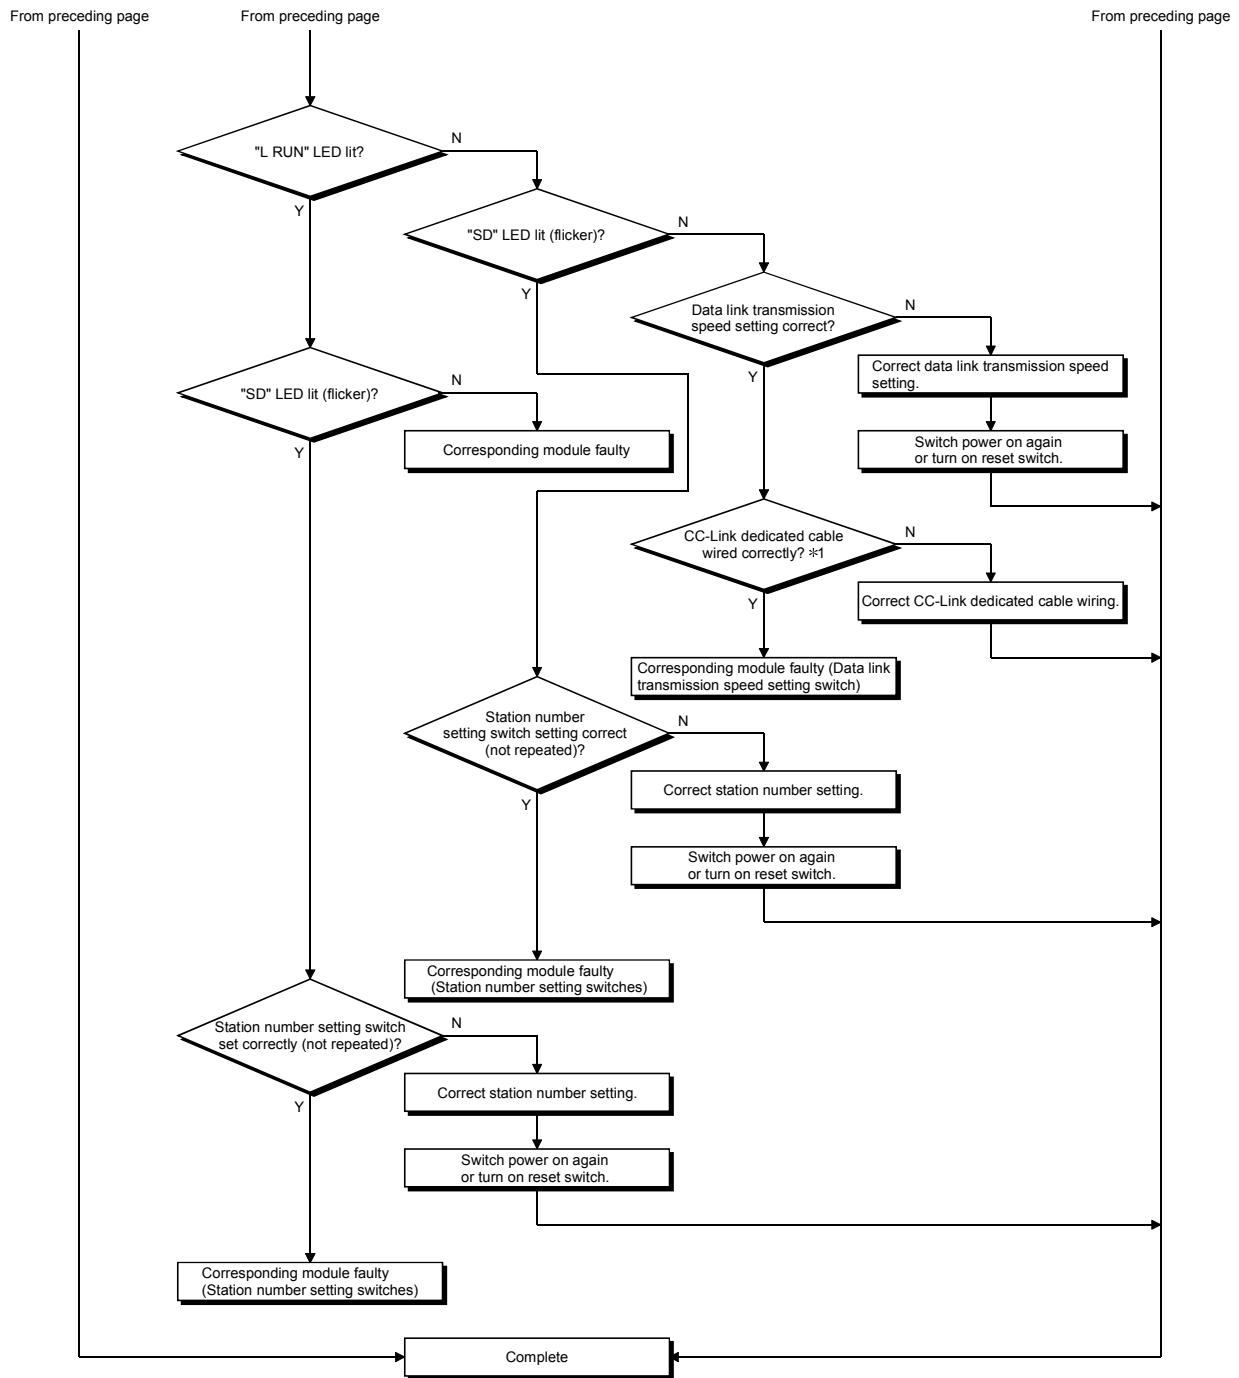 From preceding page
From preceding page
From preceding page
"L RUN" LED lit?
N
Y
"SD" LED lit (flicker)?
N
Y
Data link transmission
speed setting correct?
N
Y
Correct data link transmission speed
setting.
Switch power on again
or turn on reset switch.
"SD" LED lit (flicker)?
N
Y
Corresponding module faulty
CC-Link dedicated cable
wired correctly? *1
N
Y
Correct CC-Link dedicated cable wiring.
Corresponding module faulty (Data link
transmission speed setting switch)
Station number
setting switch setting correct
(not repeated)?
N
Y
Correct station number setting.
Switch power on again
or turn on reset switch.
Corresponding module faulty
(Station number setting switches)
Station number setting switch
set correctly (not repeated)?
N
Y
Correct station number setting.
Switch power on again
or turn on reset switch.
Corresponding module faulty
(Station number setting switches)
Complete